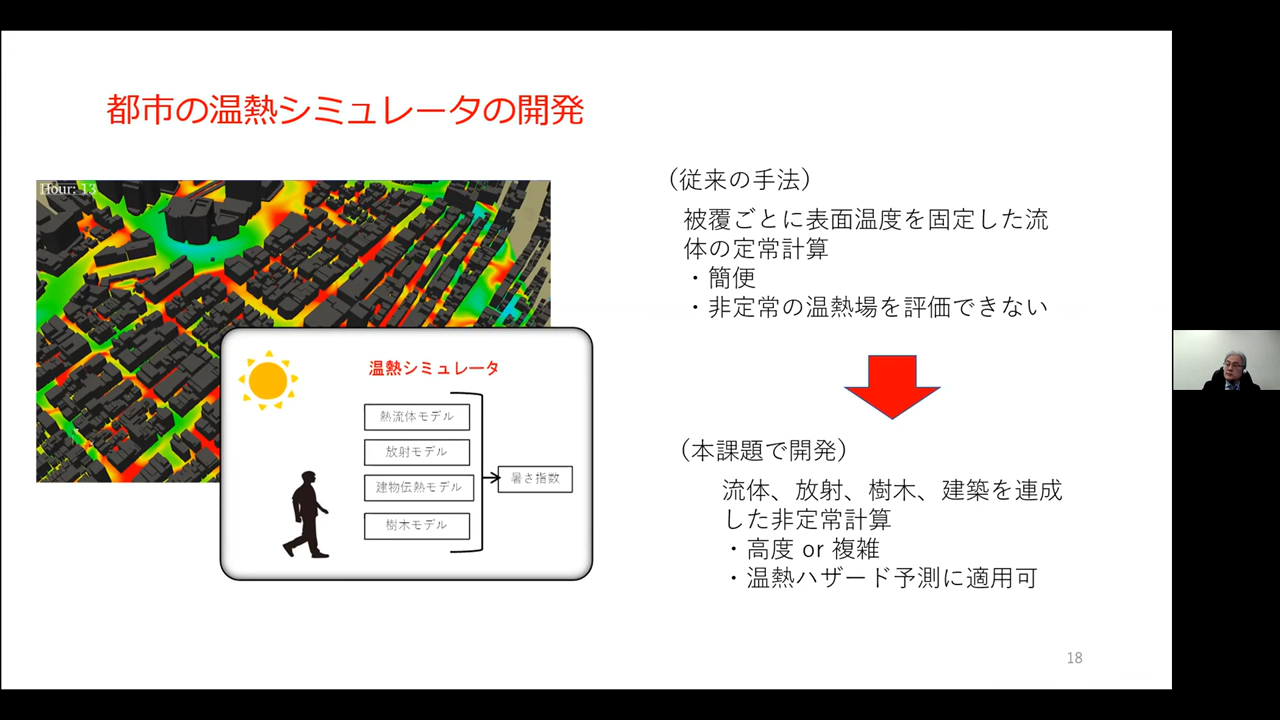 都市の温熱シミュレータの開発
Hour: 13
温熱シミュレータ
熱流体モデル
放射モデル
建物伝熱モデル
樹木モデル
暑さ指数
（従来の手法）
被覆ごとに表面温度を固定した流
体の定常計算
・簡便
・非定常の温熱場を評価できない
（本課題で開発）
流体、放射、樹木、建築を連成
した非定常計算
・高度 or 複雑
・温熱ハザード予測に適用可
18